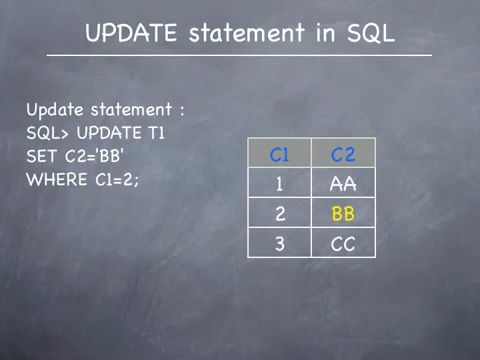 UPDATE statement in SQL
Update statement :
SQL> UPDATE T1
SET C2='BB'
WHERE C1=2;
C1 C2
1 AA
2 BB
3 CC